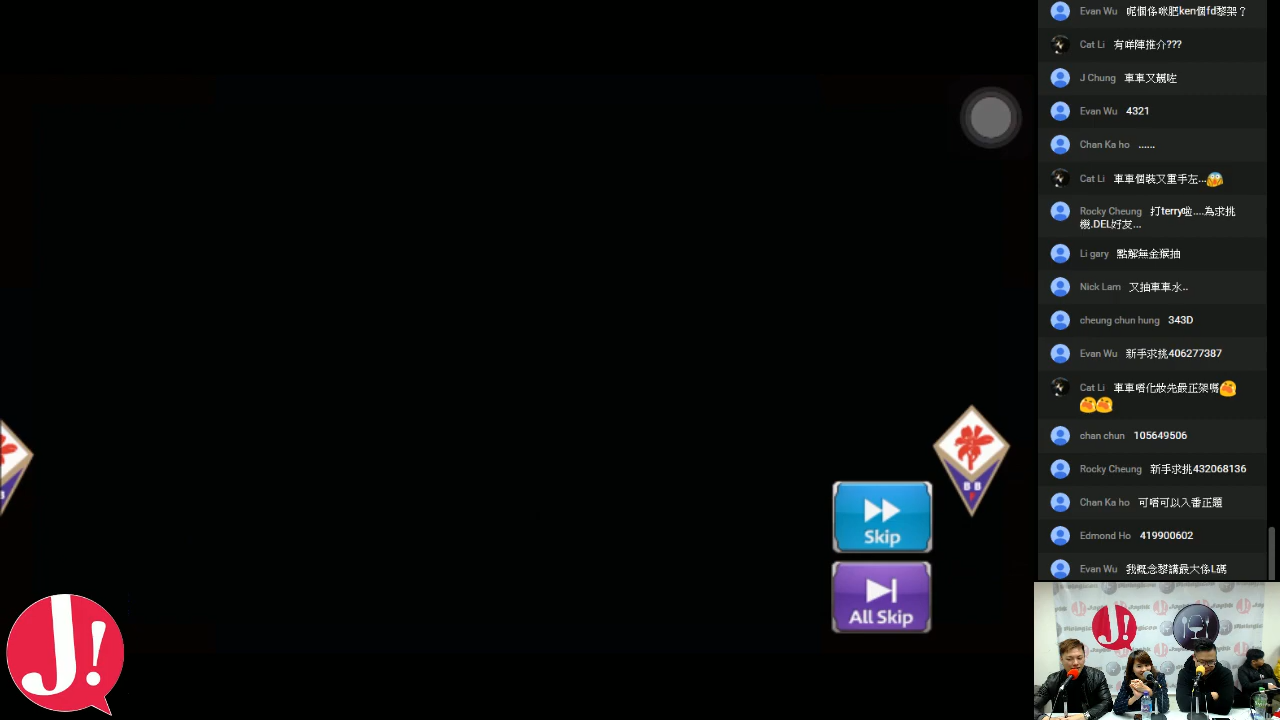 Evan Wu 呢個係咪肥ken個fd黎架？
Cat Li 有咩陣推介???
J Chung 車車又靚咗
Evan Wu 4321
Chan Ka ho ......
Cat Li 車車個裝又重手左...
Rocky Cheung 打terry啦....為求挑
機.DEL好友...
Li gary 點解無金猴抽
Nick Lam 又抽車車水..
cheung chun hung 343D
Evan Wu 新手求挑406277387
Cat Li 車車唔化妝先最正架嘛
chan chun 105649506
Rocky Cheung 新手求挑432068136
Chan Ka ho 可唔可以入番正題
Edmond Ho 419900602
Evan Wu 我概念黎講最大係L碼
Skip
All Skip
J!
J!